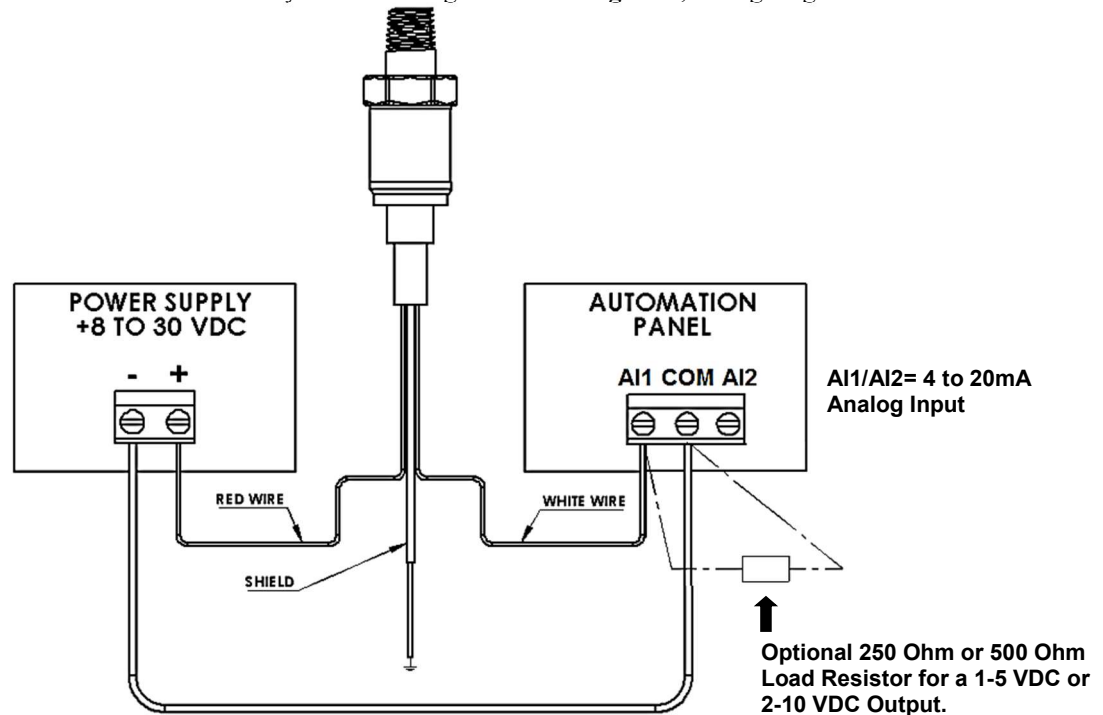 POWER SUPPLY
+8 TO 30 VDC
- +
AUTOMATION
PANEL
AI1 COM AI2
AI1/AI2= 4 to 20mA
Analog Input
RED WIRE
WHITE WIRE
SHIELD
Optional 250 Ohm or 500 Ohm
Load Resistor for a 1-5 VDC or
2-10 VDC Output.